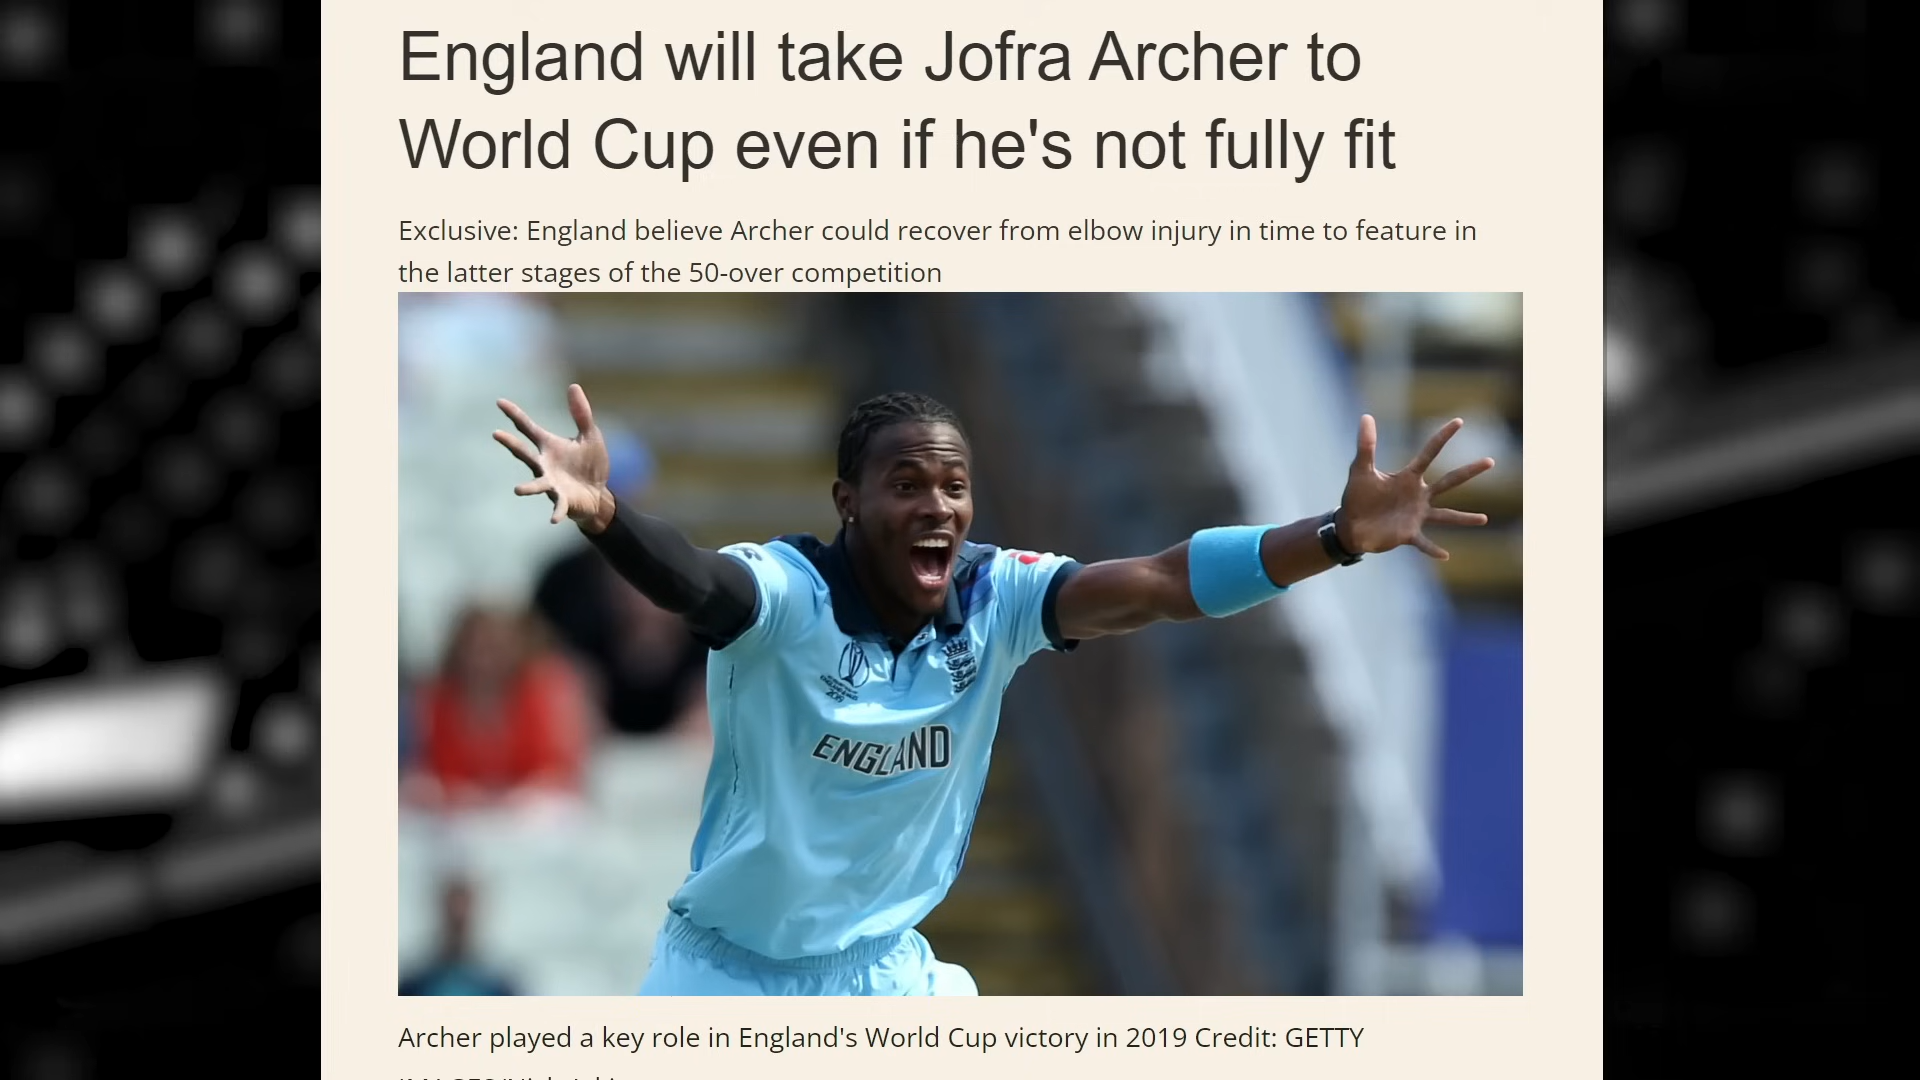 England will take Jofra Archer to
World Cup even if he's not fully fit
Exclusive: England believe Archer could recover from elbow injury in time to feature in
the latter stages of the 50-over competition
ENGLAND
Archer played a key role in England's World Cup victory in 2019 Credit: GETTY